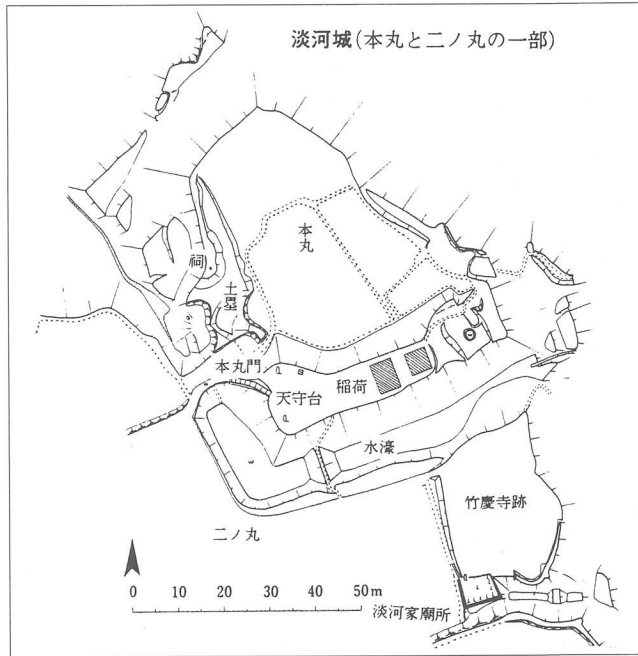 淡河城(本丸と二ノ丸の一部)
本丸
祠
土塁
本丸門
天守台
稲荷
水濠
竹慶寺跡
二ノ丸
0 10 20 30 40 50m
淡河家廟所